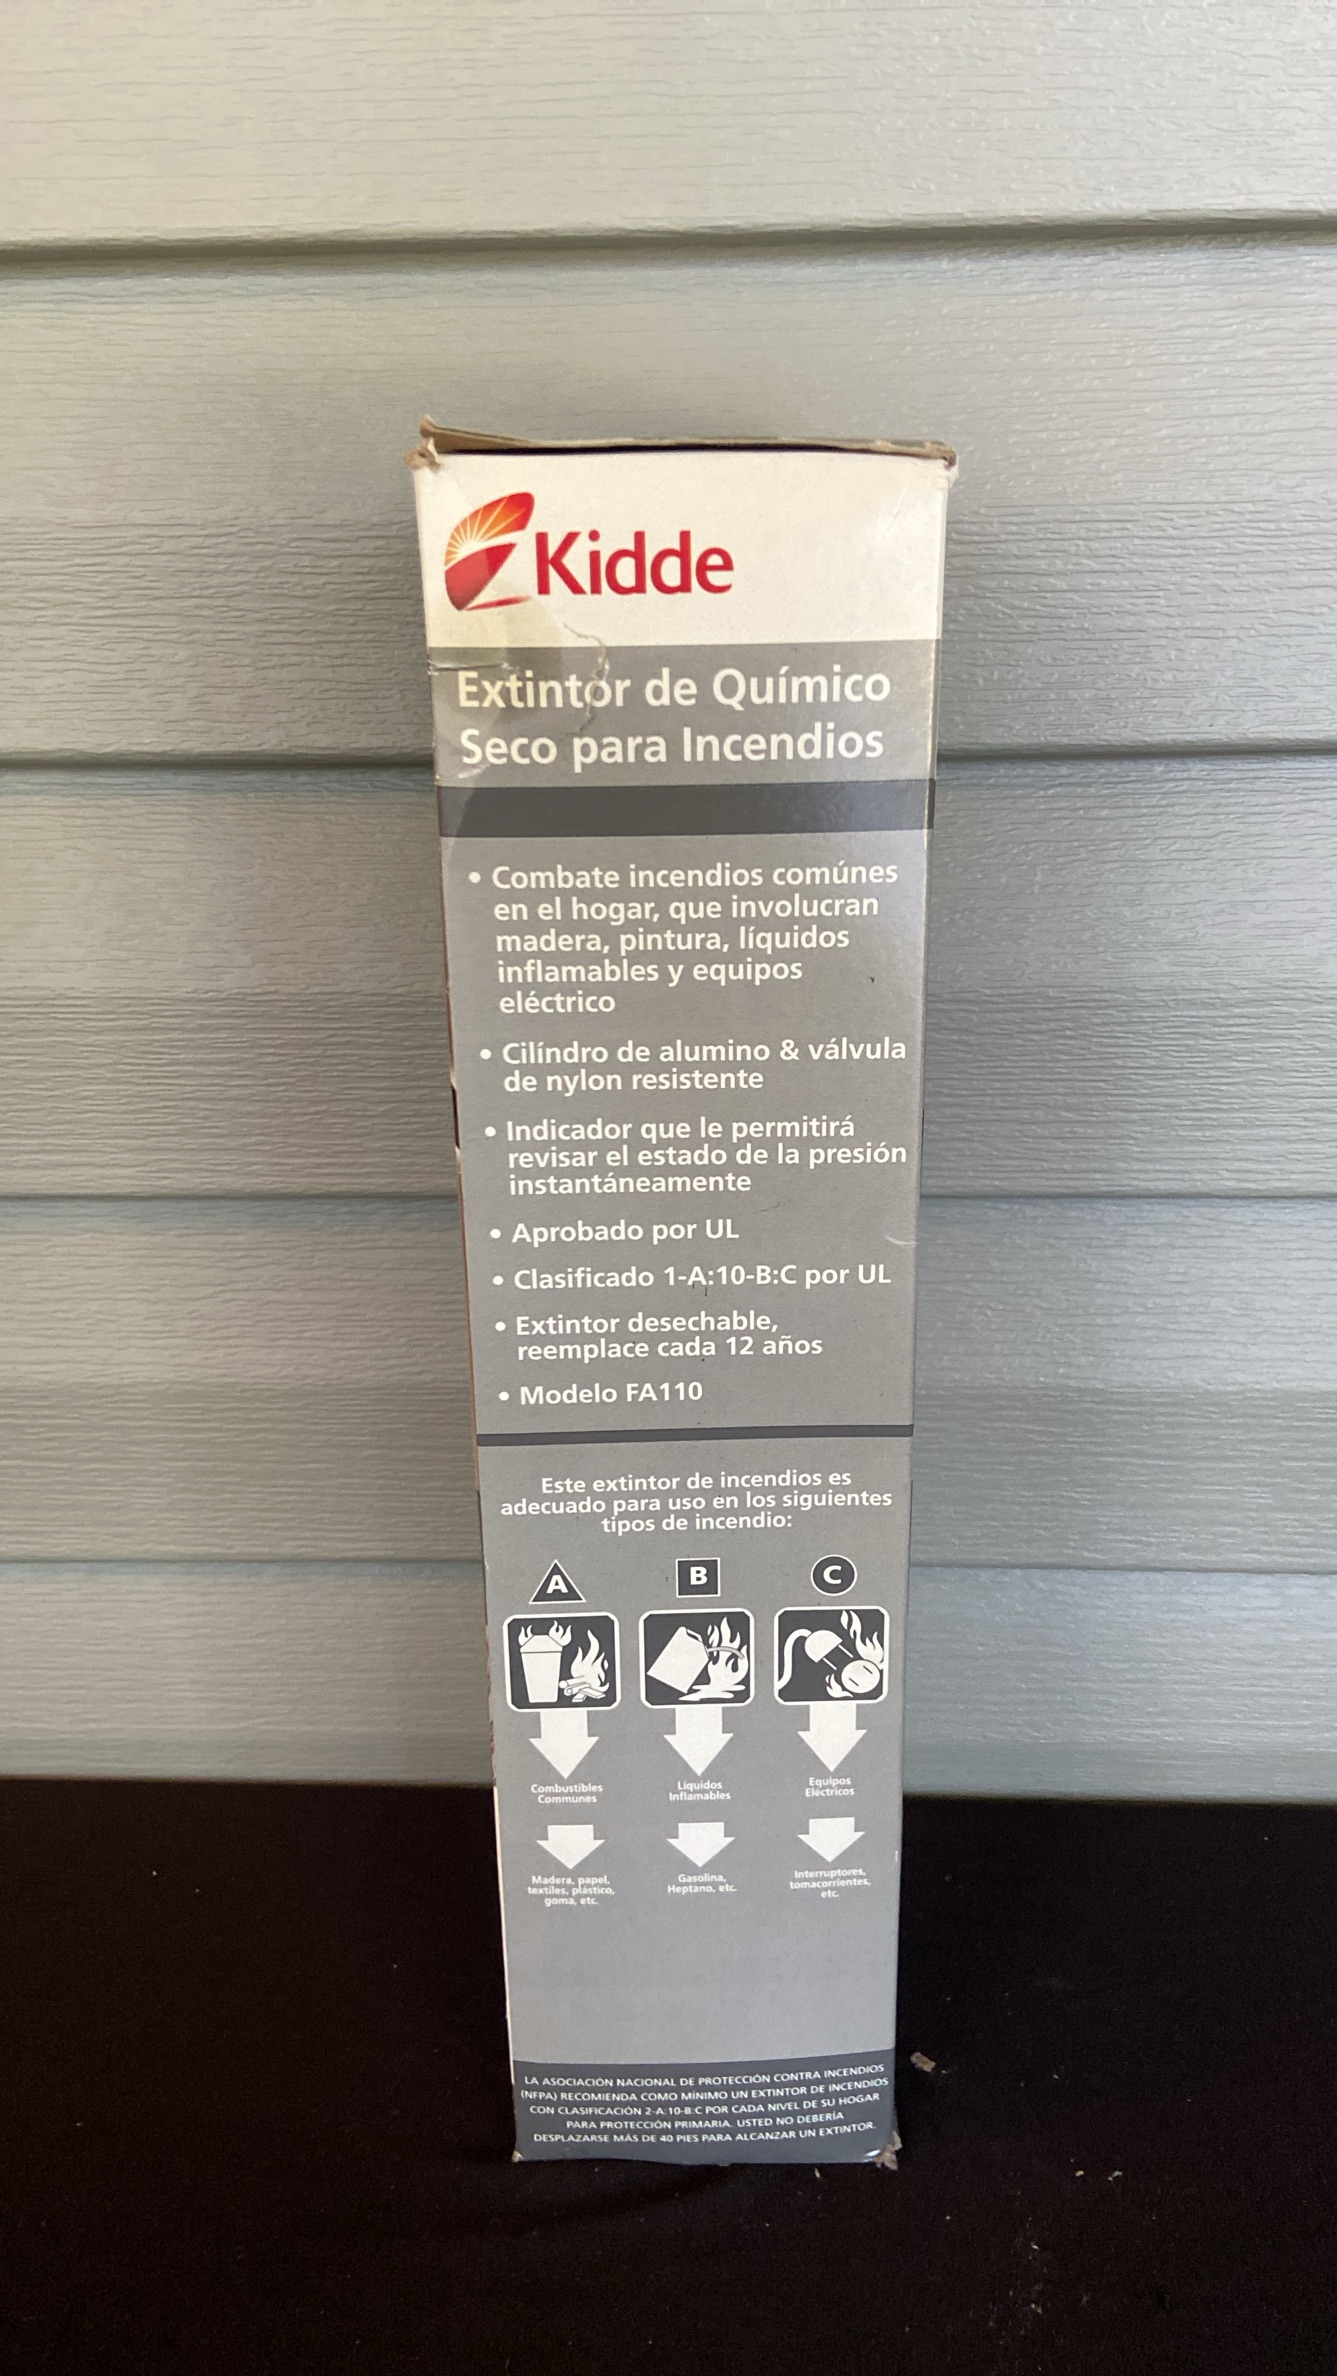 Kidde
Extintor de Químico
Seco para Incendios
• Combate incendios comúnes
en el hogar, que involucran
madera, pintura, líquidos
inflamables y equipos
eléctrico
• Cilíndro de alumino & válvula
de nylon resistente
• Indicador que le permitirá
revisar el estado de la presión
instantáneamente
• Aprobado por UL
• Clasificado 1-A:10-B:C por UL
• Extintor desechable,
reemplace cada 12 años
• Modelo FA110
Este extintor de incendios es
adecuado para uso en los siguientes
tipos de incendio:
A B C
Combustibles
Communes
Líquidos
Inflamables
Equipos
Eléctricos
Madera, papel,
textiles, plástico,
goma, etc.
Gasolina,
Heptano, etc.
Interruptores,
tomacorrientes,
etc.
LA ASOCIACIÓN NACIONAL DE PROTECCIÓN CONTRA INCENDIOS
(NFPA) RECOMIENDA COMO MÍNIMO UN EXTINTOR DE INCENDIOS
CON CLASIFICACIÓN 2-A:10-B:C POR CADA NIVEL DE SU HOGAR
PARA PROTECCIÓN PRIMARIA. USTED NO DEBERÍA
DESPLAZARSE MÁS DE 40 PIES PARA ALCANZAR UN EXTINTOR.